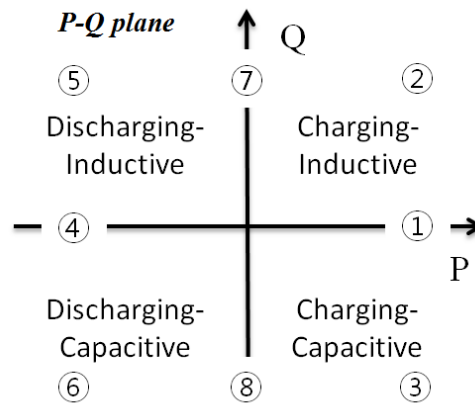 P-Q plane
Q
⑤ ⑦ ②
Discharging- Charging-
Inductive Inductive
④ ①
P
Discharging- Charging-
Capacitive Capacitive
⑥ ⑧ ③